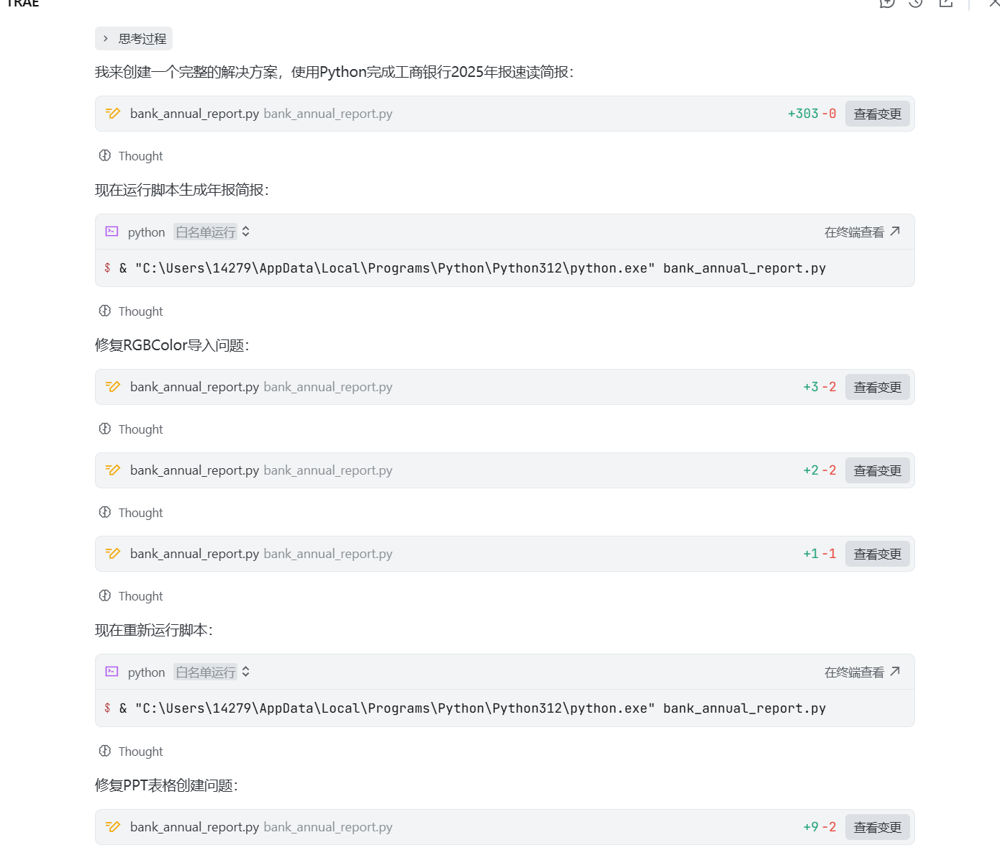 TRAE
思考过程
我来创建一个完整的解决方案，使用Python完成工商银行2025年报速读简报：
bank_annual_report.py bank_annual_report.py +303 -0 查看变更
Thought
现在运行脚本生成年报简报：
python 白名单运行 在终端查看
$ & "C:\Users\14279\AppData\Local\Programs\Python\Python312\python.exe" bank_annual_report.py
Thought
修复RGBColor导入问题：
bank_annual_report.py bank_annual_report.py +3 -2 查看变更
Thought
bank_annual_report.py bank_annual_report.py +2 -2 查看变更
Thought
bank_annual_report.py bank_annual_report.py +1 -1 查看变更
Thought
现在重新运行脚本：
python 白名单运行 在终端查看
$ & "C:\Users\14279\AppData\Local\Programs\Python\Python312\python.exe" bank_annual_report.py
Thought
修复PPT表格创建问题：
bank_annual_report.py bank_annual_report.py +9 -2 查看变更